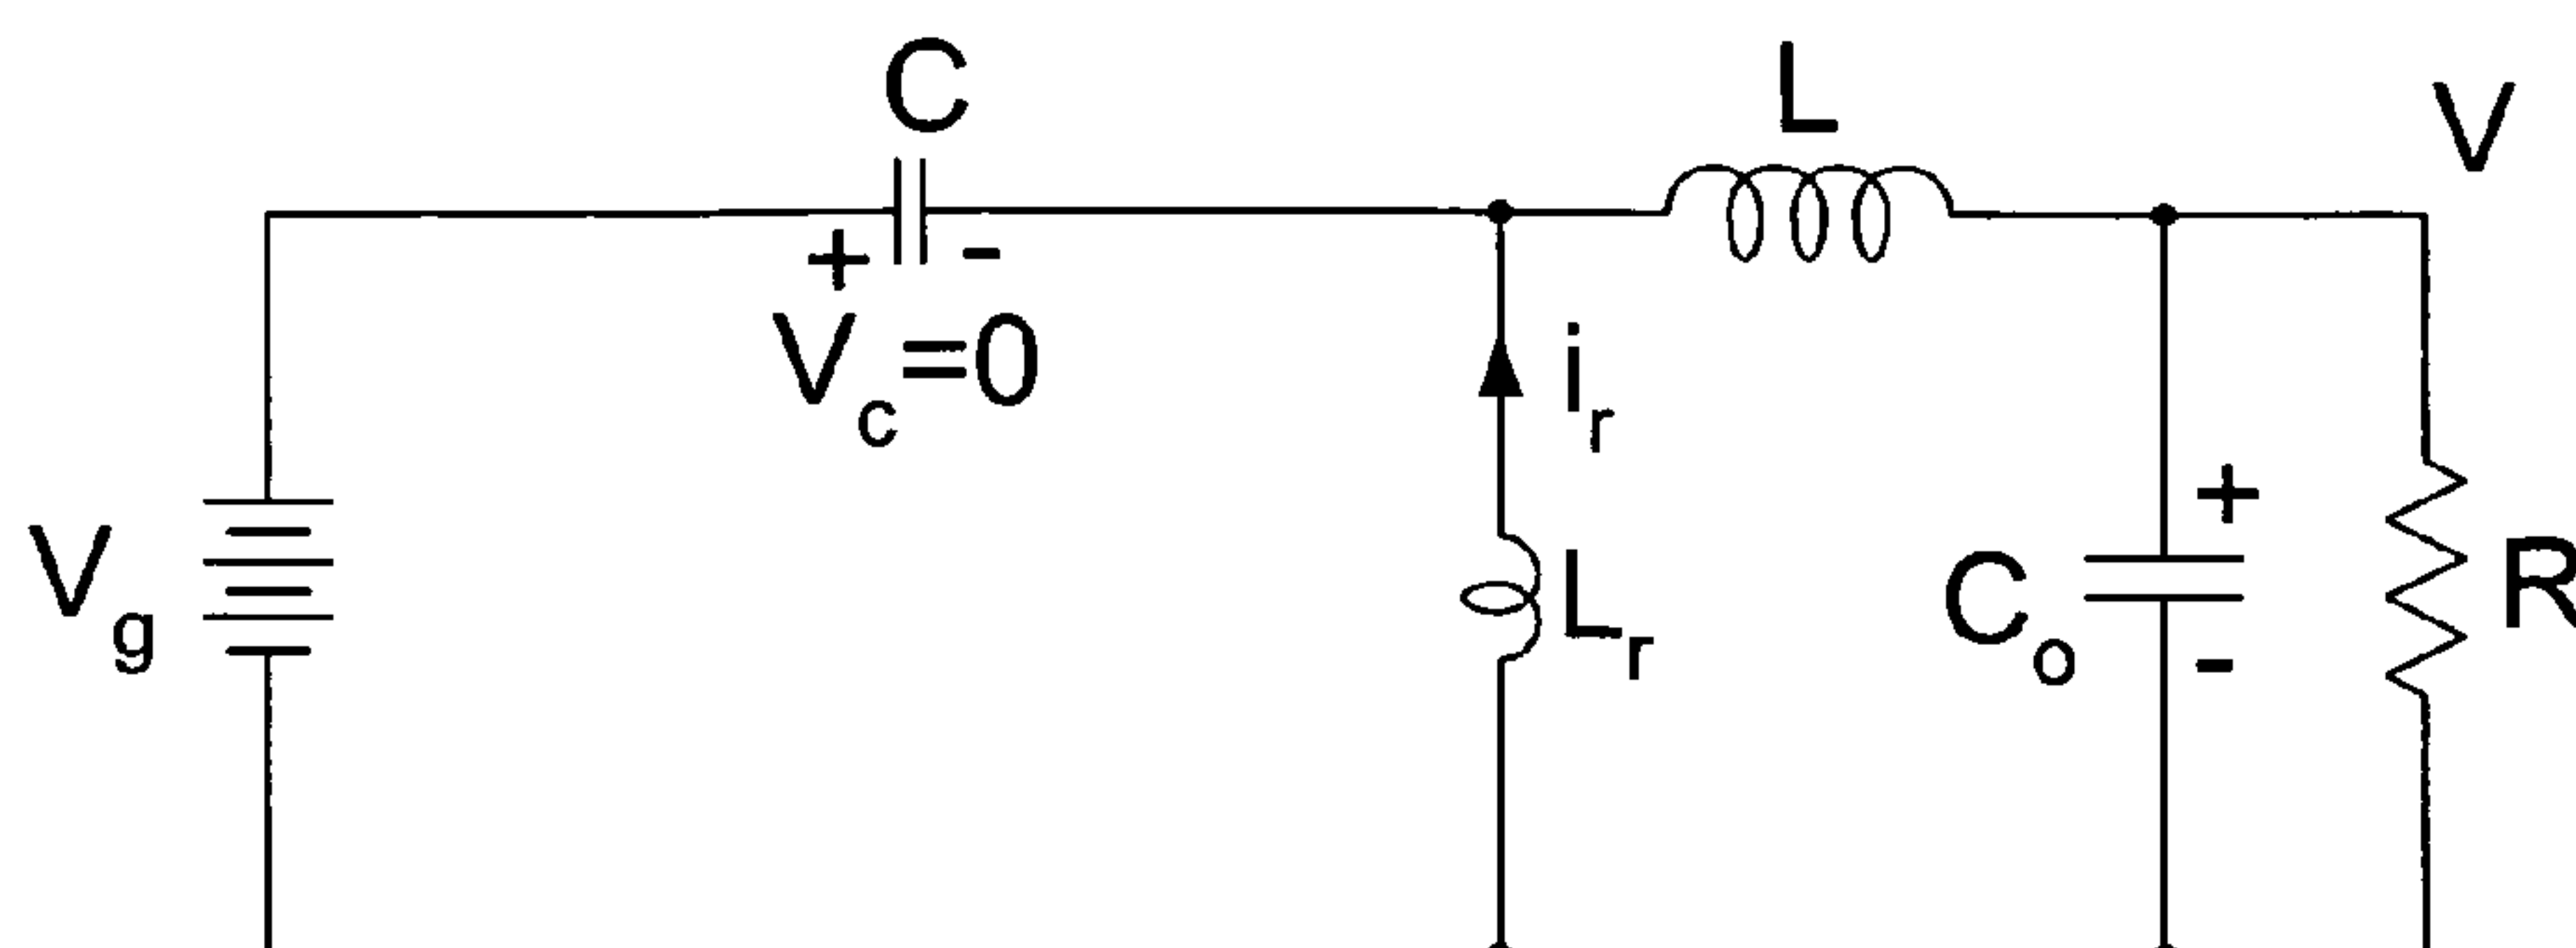 C
L
V
+ -
V_c=0
i_r
V_g
L_r
+
C_o
-
R